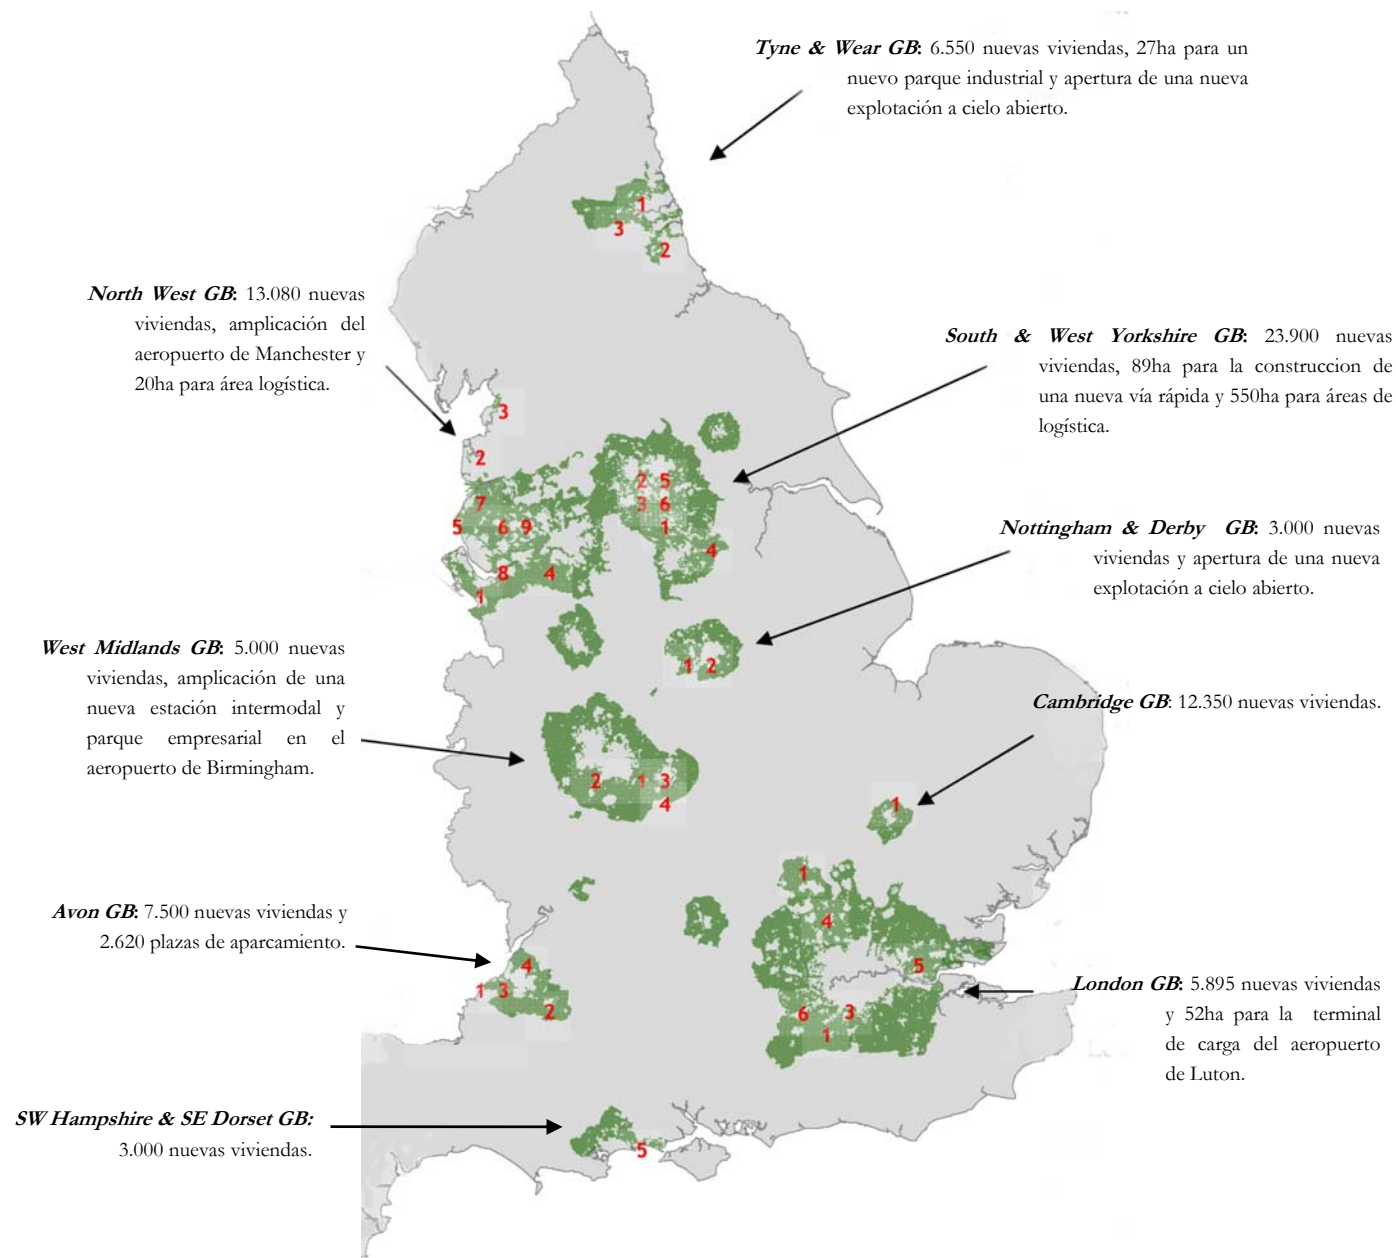 Tyne & Wear GB: 6.550 nuevas viviendas, 27ha para un
nuevo parque industrial y apertura de una nueva
explotación a cielo abierto.
1
3
2
North West GB: 13.080 nuevas
viviendas, amplicación del
aeropuerto de Manchester y
20ha para área logística.
South & West Yorkshire GB: 23.900 nuevas
viviendas, 89ha para la construccion de
una nueva vía rápida y 550ha para áreas de
logística.
3
2
7
5 6 9
8 4
1
2 5
3 6
1
4
Nottingham & Derby GB: 3.000 nuevas
viviendas y apertura de una nueva
explotación a cielo abierto.
1 2
West Midlands GB: 5.000 nuevas
viviendas, amplicación de una
nueva estación intermodal y
parque empresarial en el
aeropuerto de Birmingham.
2 1 3
4
Cambridge GB: 12.350 nuevas viviendas.
1
Avon GB: 7.500 nuevas viviendas y
2.620 plazas de aparcamiento.
4
1 3
2
1
4
5
6 3
1
London GB: 5.895 nuevas viviendas
y 52ha para la terminal
de carga del aeropuerto
de Luton.
SW Hampshire & SE Dorset GB:
3.000 nuevas viviendas.
5